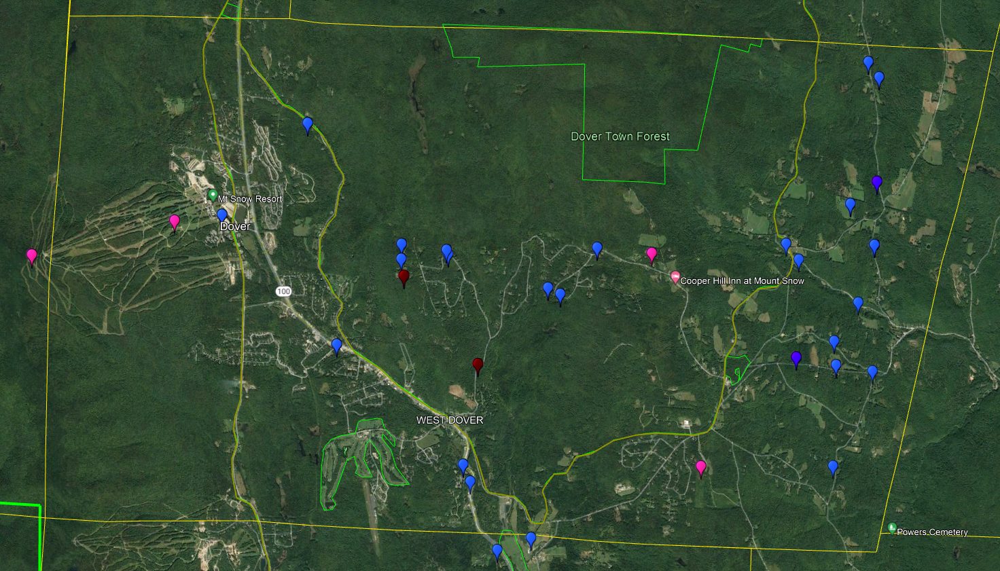 Dover Town Forest
Mt Snow Resort
Dover
Cooper Hill Inn at Mount Snow
100
WEST DOVER
Powers Cemetery